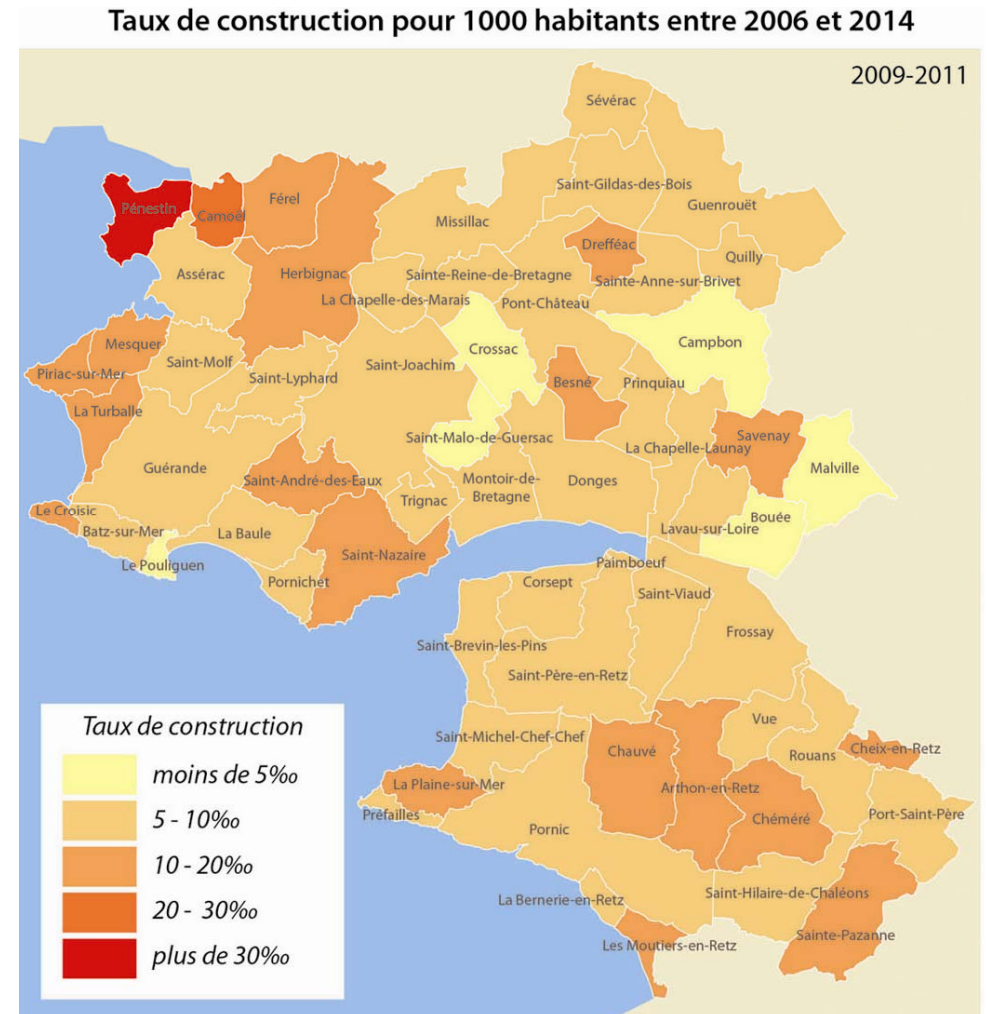 Taux de construction pour 1000 habitants entre 2006 et 2014
2009-2011
Sévérac
Saint-Gildas-des-Bois
Guenrouët
Pénestin
Camoël
Férel
Missillac
Drefféac
Quilly
Assérac
Herbignac
Sainte-Reine-de-Bretagne
Sainte-Anne-sur-Brivet
La Chapelle-des-Marais
Pont-Château
Mesquer
Saint-Molf
Crossac
Campbon
Piriac-sur-Mer
Saint-Lyphard
Saint-Joachim
Besné
Prinquiau
La Turballe
Saint-Malo-de-Guersac
La Chapelle-Launay
Savenay
Guérande
Saint-André-des-Eaux
Montoir-de-
Bretagne
Donges
Malville
Trignac
Le Croisic
Batz-sur-Mer
La Baule
Lavau-sur-Loire
Bouée
Le Pouliguen
Saint-Nazaire
Paimboeuf
Pornichet
Corsept
Saint-Viaud
Frossay
Saint-Brevin-les-Pins
Saint-Père-en-Retz
Vue
Saint-Michel-Chef-Chef
Chauvé
Rouans
Cheix-en-Retz
La Plaine-sur-Mer
Arthon-en-Retz
Préfailles
Pornic
Chéméré
Port-Saint-Père
La Bernerie-en-Retz
Saint-Hilaire-de-Chaléons
Les Moutiers-en-Retz
Sainte-Pazanne
Taux de construction
moins de 5‰
5 - 10‰
10 - 20‰
20 - 30‰
plus de 30‰